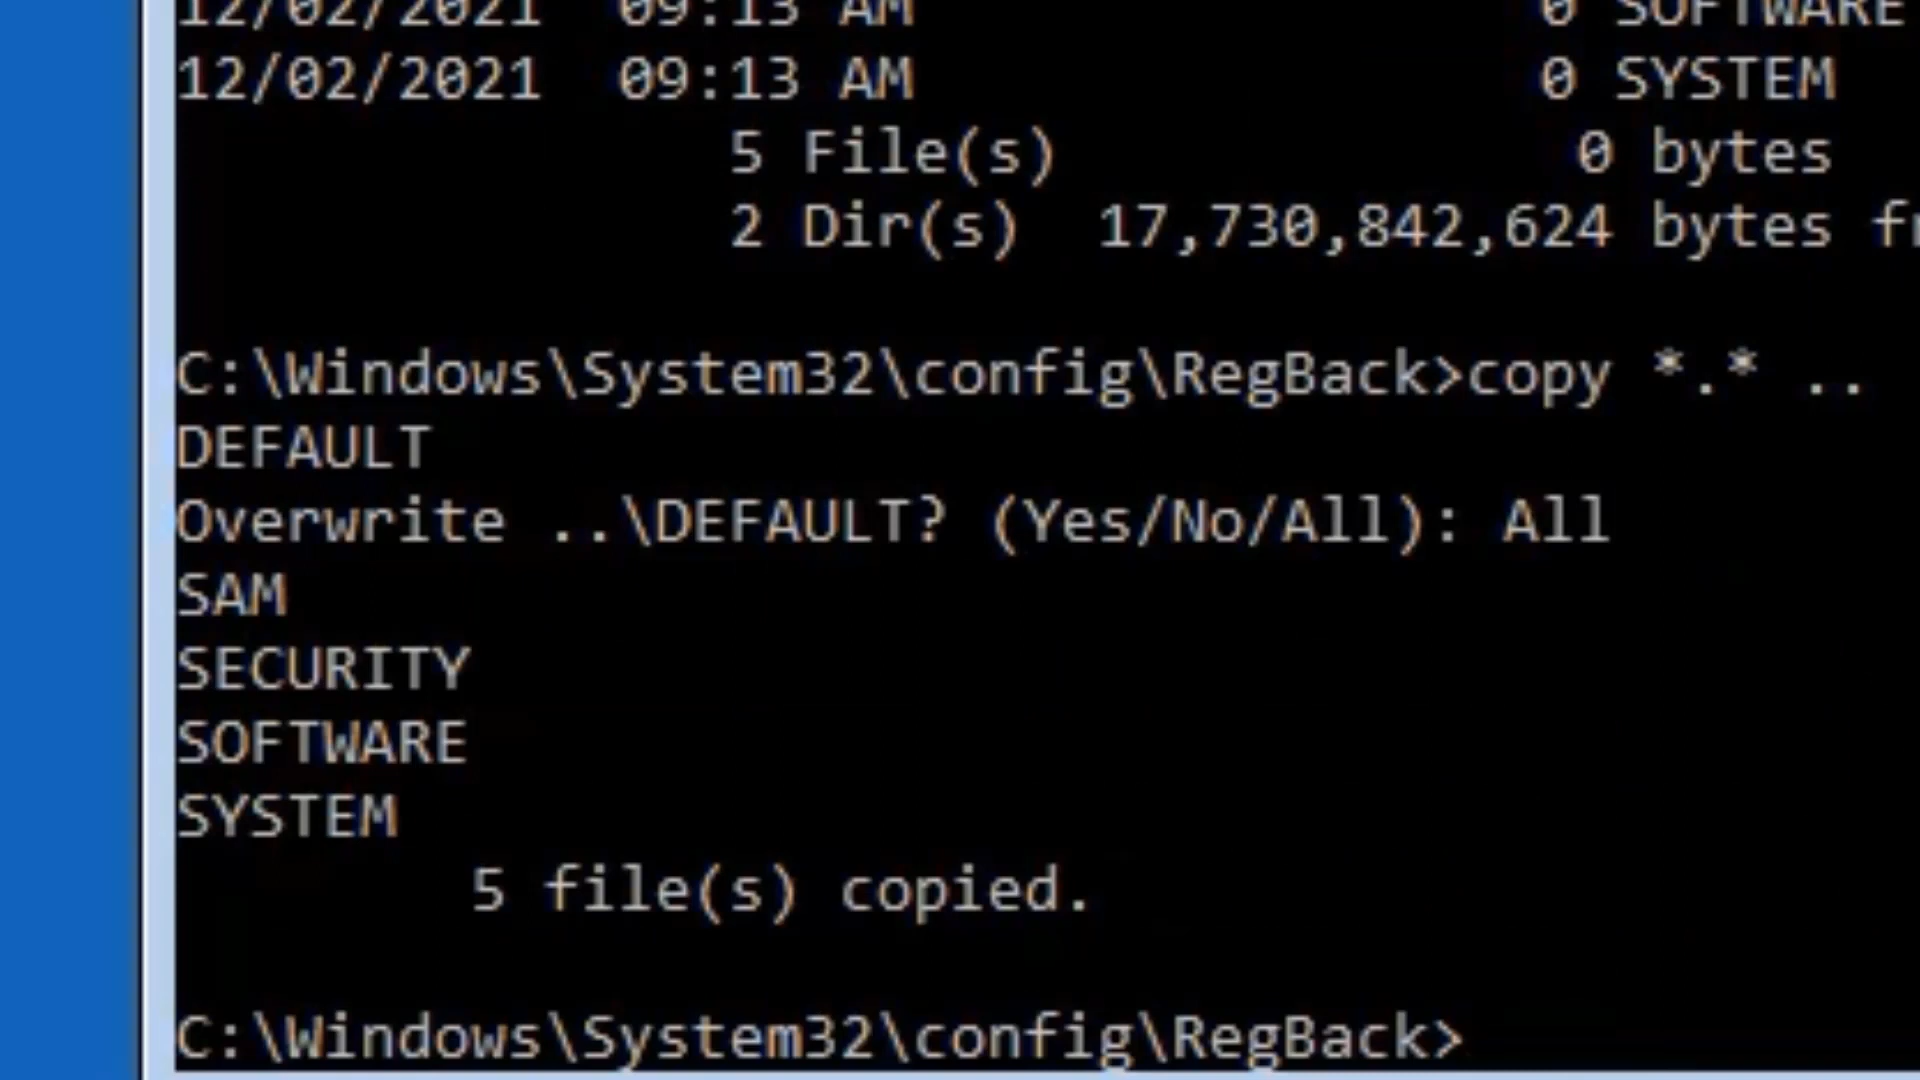 12/02/2021 09:13 AM 0 SOFTWARE
12/02/2021 09:13 AM 0 SYSTEM
5 File(s) 0 bytes
2 Dir(s) 17,730,842,624 bytes
C:\Windows\System32\config\RegBack>copy *.* ..
DEFAULT
Overwrite ..\DEFAULT? (Yes/No/All): All
SAM
SECURITY
SOFTWARE
SYSTEM
5 file(s) copied.
C:\Windows\System32\config\RegBack>